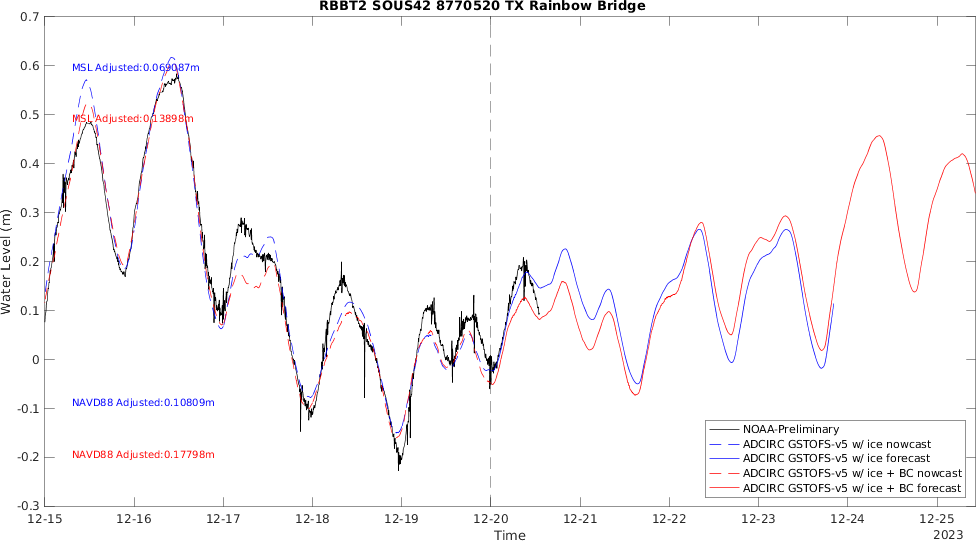 RBBT2 SOUS42 8770520 TX Rainbow Bridge
0.7
0.6
0.5
0.4
0.3
0.2
0.1
0
-0.1
-0.2
-0.3
Water Level (m)
MSL Adjusted:0.069087m
MSL Adjusted:0.13898m
NAVD88 Adjusted:0.10809m
NAVD88 Adjusted:0.17798m
NOAA-Preliminary
ADCIRC GSTOFS-v5 w/ ice nowcast
ADCIRC GSTOFS-v5 w/ ice forecast
ADCIRC GSTOFS-v5 w/ ice + BC nowcast
ADCIRC GSTOFS-v5 w/ ice + BC forecast
12-15 12-16 12-17 12-18 12-19 12-20 12-21 12-22 12-23 12-24 12-25
Time
2023